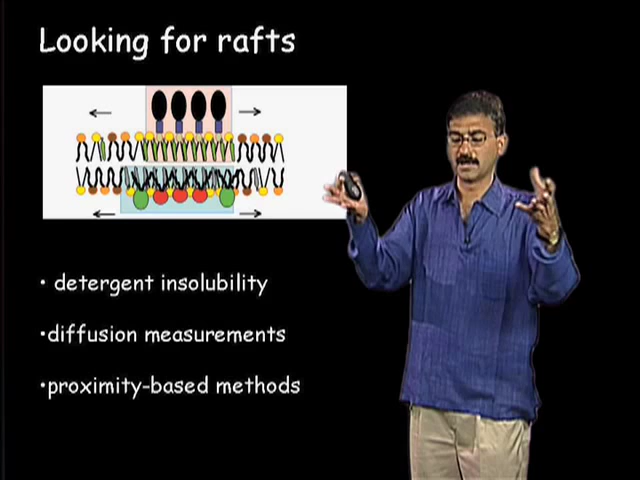 Looking for rafts
• detergent insolubility
•diffusion measurements
•proximity-based methods